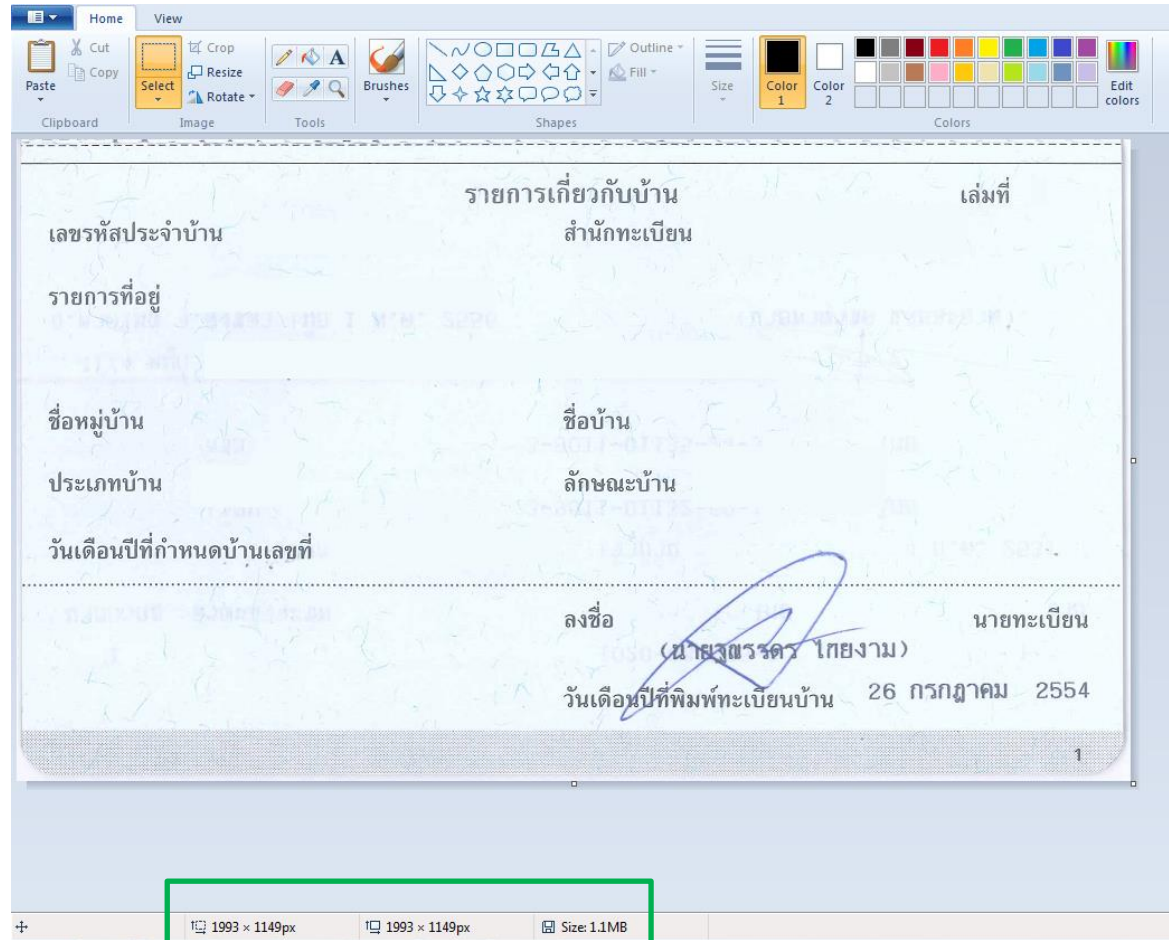 Home View
Cut
Copy
Paste
Clipboard
Select
Crop
Resize
Rotate
Image
A
Tools
Brushes
Outline
Fill
Shapes
Size
Color 1
Color 2
Edit colors
Colors
รายการเกี่ยวกับบ้าน เล่มที่
เลขรหัสประจำบ้าน สำนักทะเบียน
รายการที่อยู่
ชื่อหมู่บ้าน ชื่อบ้าน
ประเภทบ้าน ลักษณะบ้าน
วันเดือนปีที่กำหนดบ้านเลขที่
ลงชื่อ นายทะเบียน
วันเดือนปีที่พิมพ์ทะเบียนบ้าน 26 กรกฎาคม 2554
1
1993 × 1149px 1993 × 1149px Size: 1.1MB